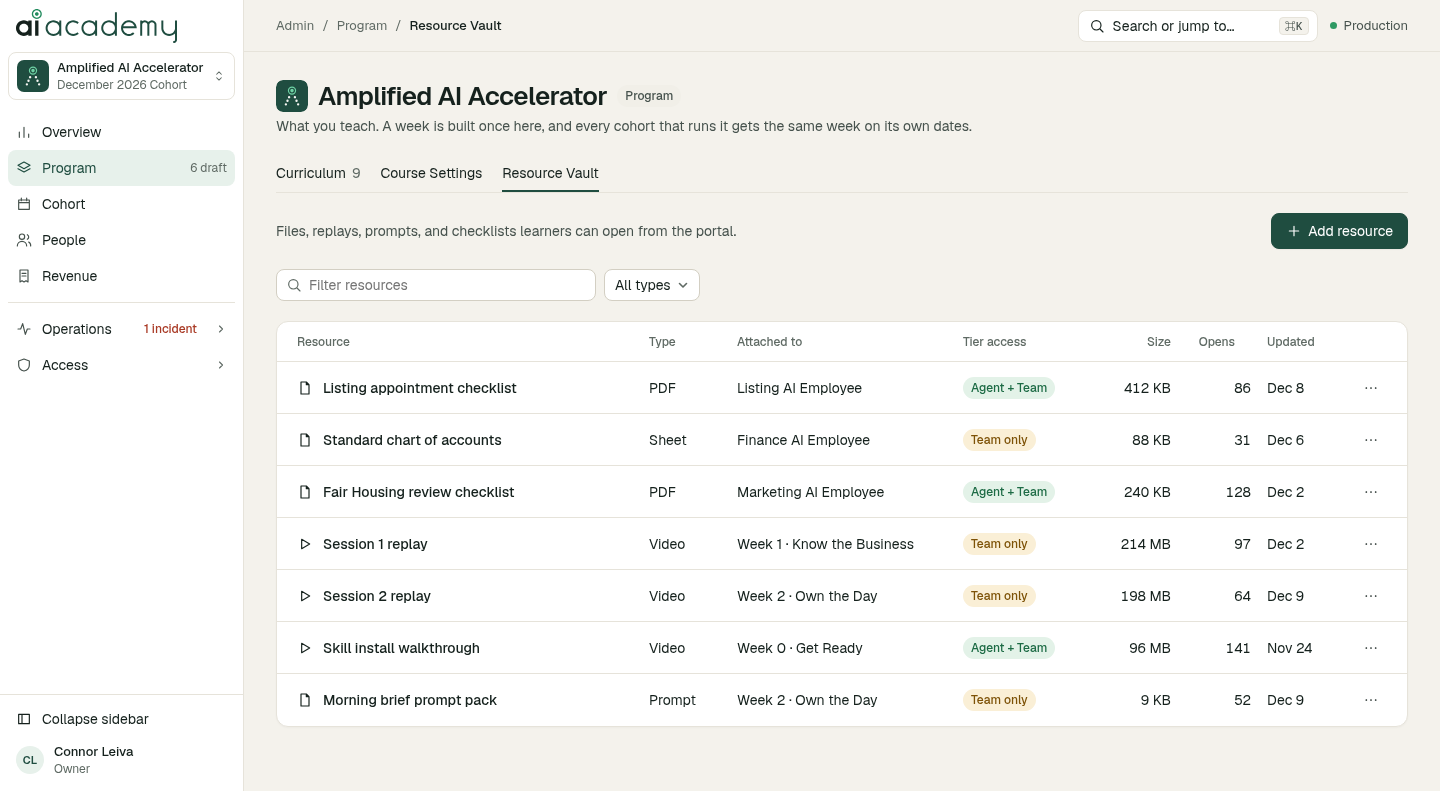 ai academy
Admin / Program / Resource Vault
Search or jump to… ⌘K
Production
Amplified AI Accelerator
December 2026 Cohort
Overview
Program 6 draft
Cohort
People
Revenue
Operations 1 incident
Access
Collapse sidebar
CL
Connor Leiva
Owner
Amplified AI Accelerator Program
What you teach. A week is built once here, and every cohort that runs it gets the same week on its own dates.
Curriculum 9 Course Settings Resource Vault
Files, replays, prompts, and checklists learners can open from the portal.
Add resource
Filter resources All types
Resource Type Attached to Tier access Size Opens Updated
Listing appointment checklist PDF Listing AI Employee Agent + Team 412 KB 86 Dec 8 ···
Standard chart of accounts Sheet Finance AI Employee Team only 88 KB 31 Dec 6 ···
Fair Housing review checklist PDF Marketing AI Employee Agent + Team 240 KB 128 Dec 2 ···
Session 1 replay Video Week 1 · Know the Business Team only 214 MB 97 Dec 2 ···
Session 2 replay Video Week 2 · Own the Day Team only 198 MB 64 Dec 9 ···
Skill install walkthrough Video Week 0 · Get Ready Agent + Team 96 MB 141 Nov 24 ···
Morning brief prompt pack Prompt Week 2 · Own the Day Team only 9 KB 52 Dec 9 ···